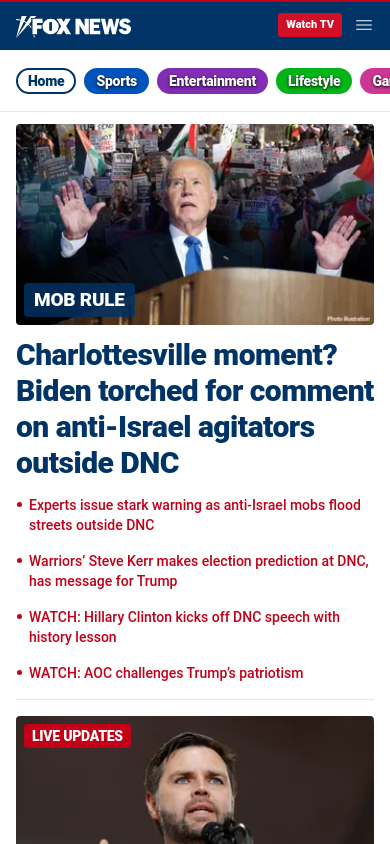 FOX NEWS
Watch TV
Home
Sports
Entertainment
Lifestyle
Ga
MOB RULE
Photo illustration
Charlottesville moment?
Biden torched for comment
on anti-Israel agitators
outside DNC
• Experts issue stark warning as anti-Israel mobs flood
streets outside DNC
• Warriors’ Steve Kerr makes election prediction at DNC,
has message for Trump
• WATCH: Hillary Clinton kicks off DNC speech with
history lesson
• WATCH: AOC challenges Trump’s patriotism
LIVE UPDATES